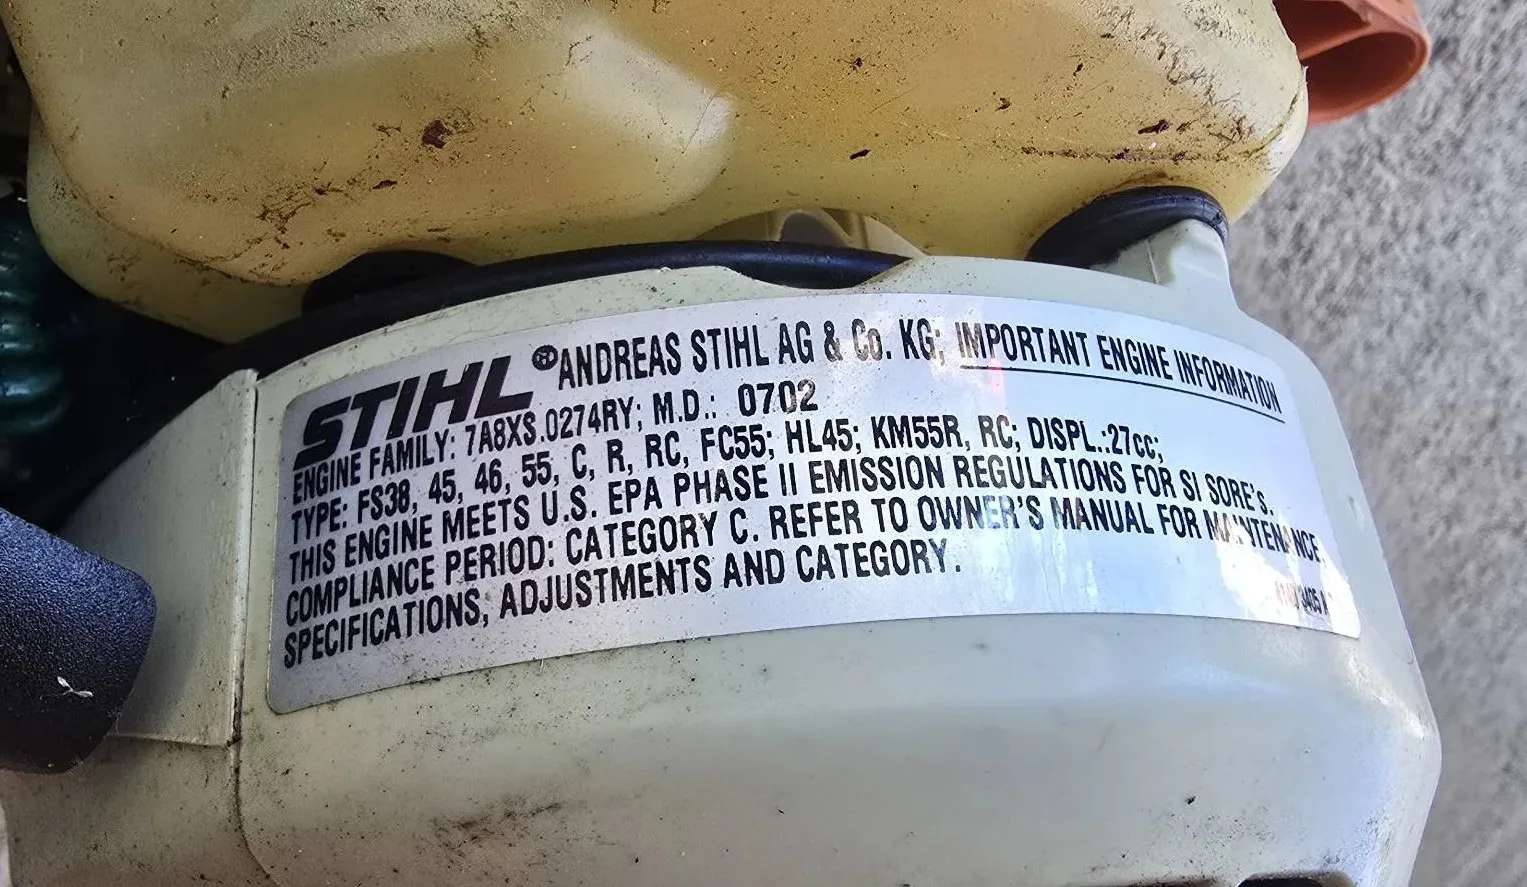 STIHL ® ANDREAS STIHL AG & Co. KG; IMPORTANT ENGINE INFORMATION
ENGINE FAMILY: 7A8XS.0274RY; M.D.: 0702
TYPE: FS38, 45, 46, 55, C, R, RC, FC55; HL45; KM55R, RC; DISPL.:27cc;
THIS ENGINE MEETS U.S. EPA PHASE II EMISSION REGULATIONS FOR SI SORE'S.
COMPLIANCE PERIOD: CATEGORY C. REFER TO OWNER'S MANUAL FOR MAINTENANCE,
SPECIFICATIONS, ADJUSTMENTS AND CATEGORY.